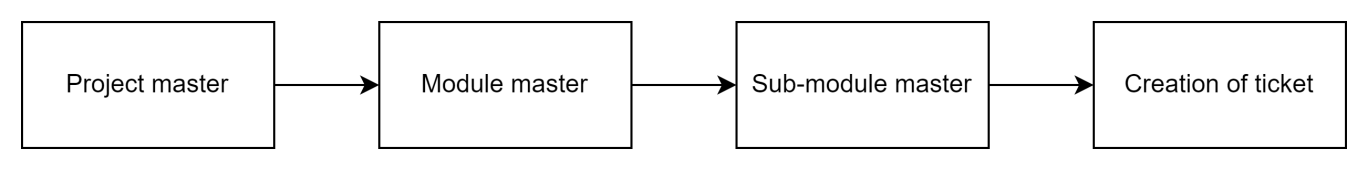 Project master
Module master
Sub-module master
Creation of ticket